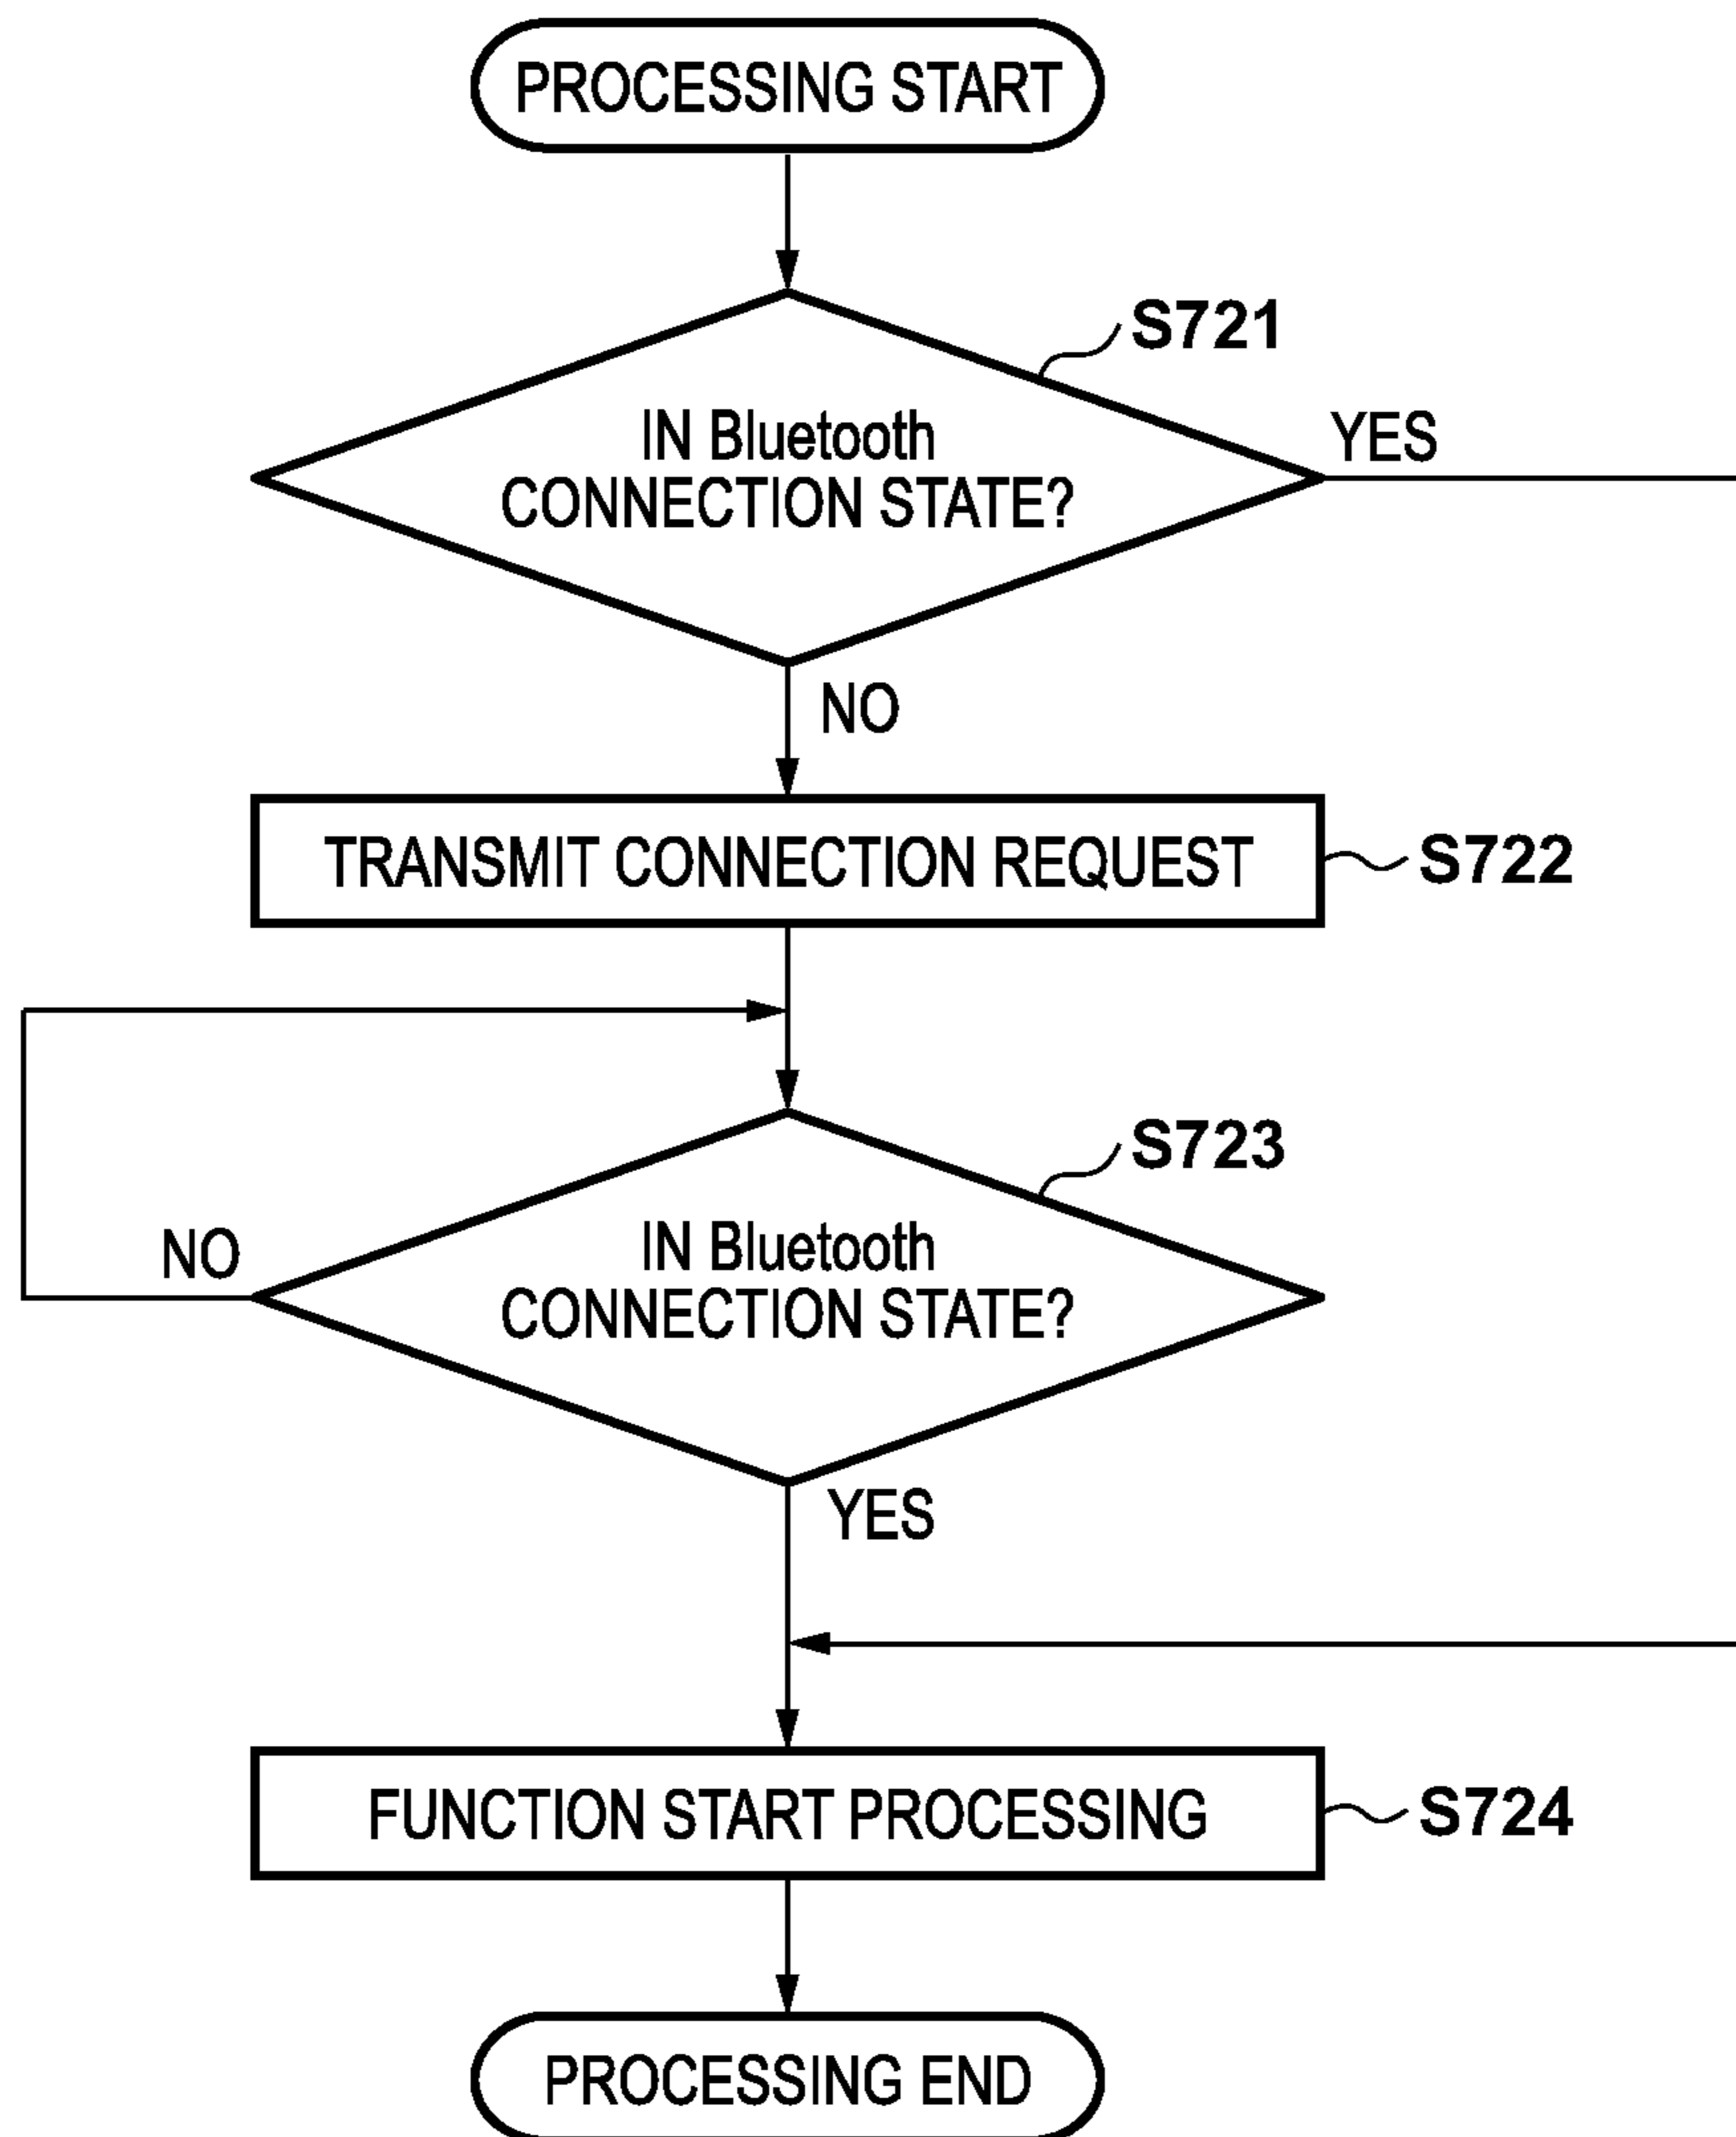 PROCESSING START
S721
IN Bluetooth
CONNECTION STATE?
YES
NO
TRANSMIT CONNECTION REQUEST
S722
S723
IN Bluetooth
CONNECTION STATE?
NO
YES
FUNCTION START PROCESSING
S724
PROCESSING END